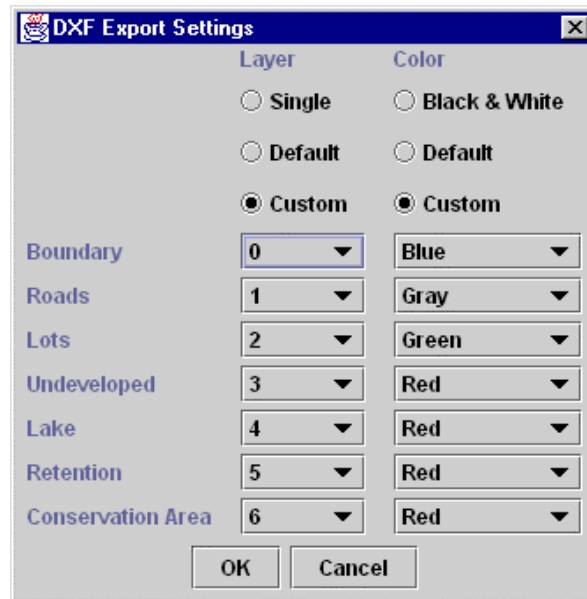 DXF Export Settings
Layer Color
Single Black & White
Default Default
Custom Custom
Boundary 0 Blue
Roads 1 Gray
Lots 2 Green
Undeveloped 3 Red
Lake 4 Red
Retention 5 Red
Conservation Area 6 Red
OK Cancel